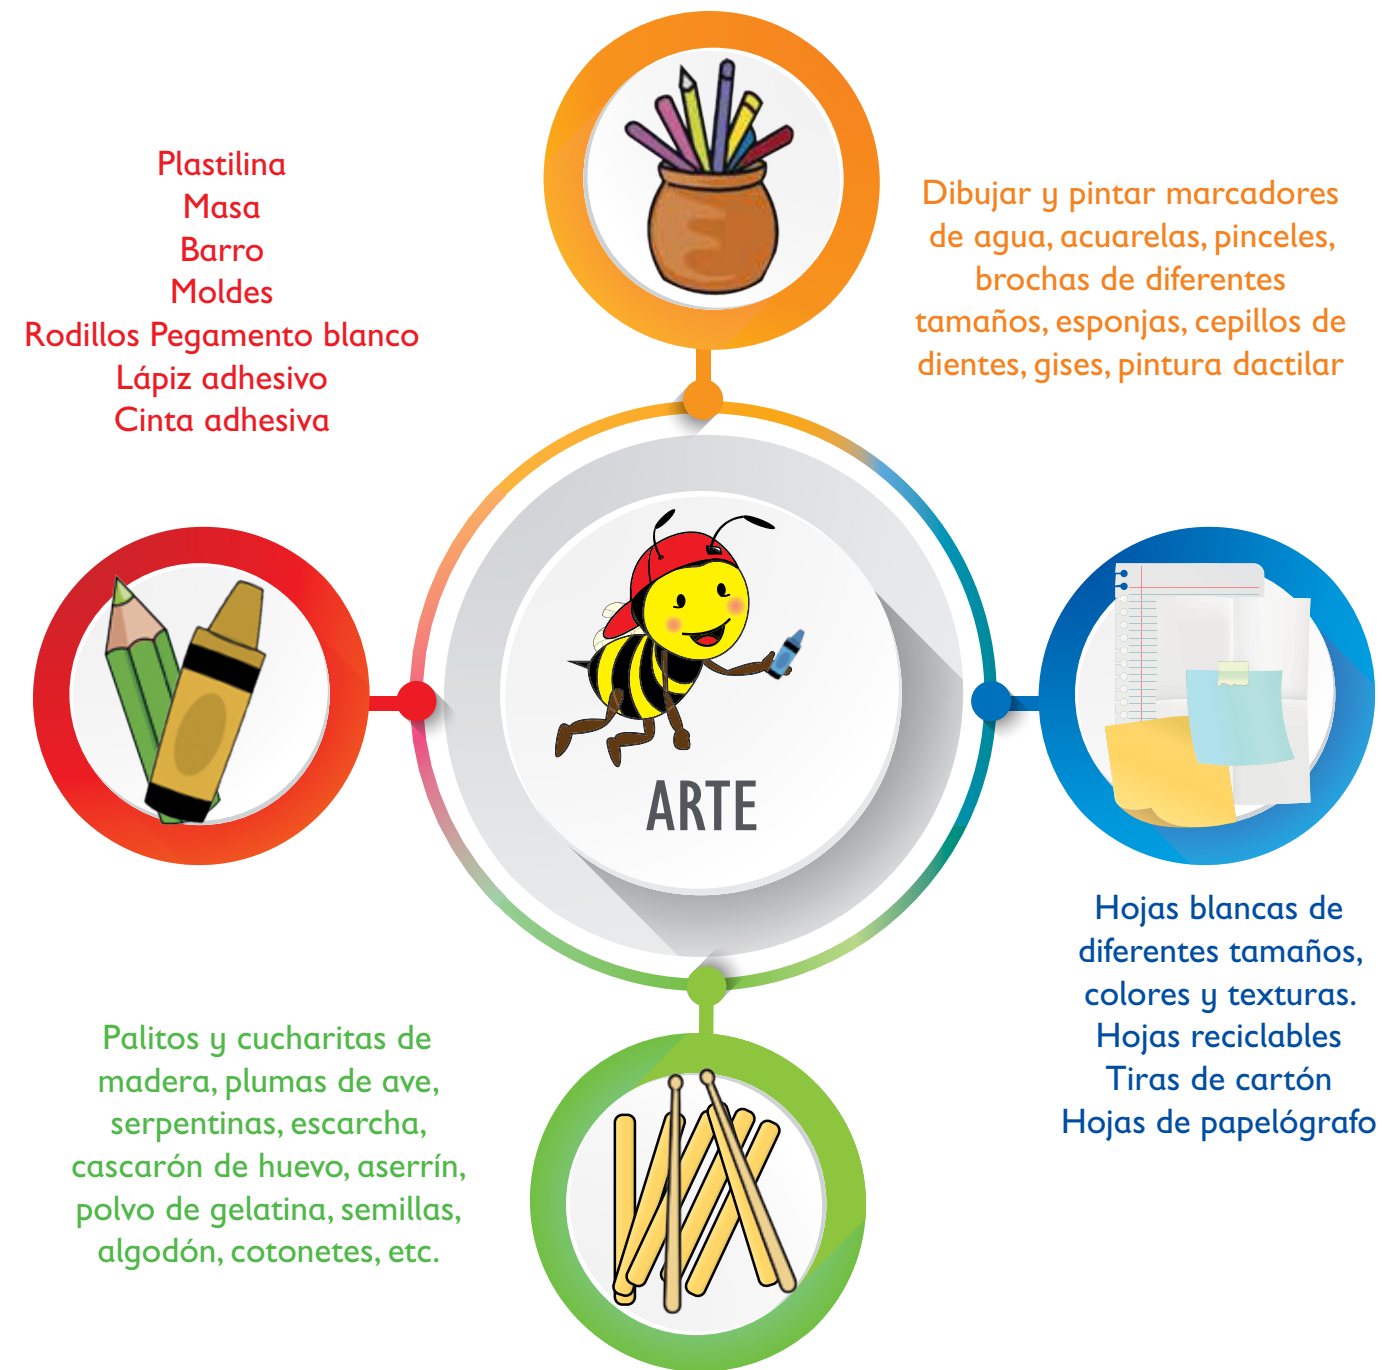 Plastilina
Masa
Barro
Moldes
Rodillos Pegamento blanco
Lápiz adhesivo
Cinta adhesiva
Dibujar y pintar marcadores
de agua, acuarelas, pinceles,
brochas de diferentes
tamaños, esponjas, cepillos de
dientes, gises, pintura dactilar
ARTE
Hojas blancas de
diferentes tamaños,
colores y texturas.
Hojas reciclables
Tiras de cartón
Hojas de papelógrafo
Palitos y cucharitas de
madera, plumas de ave,
serpentinas, escarcha,
cascarón de huevo, aserrín,
polvo de gelatina, semillas,
algodón, cotonetes, etc.